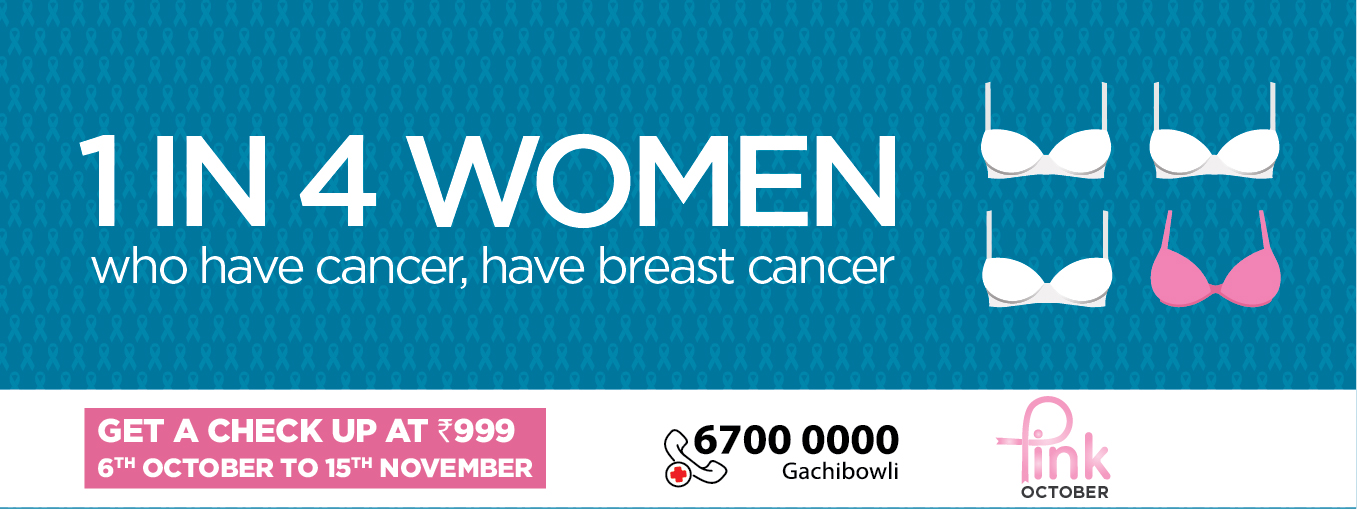 1 IN 4 WOMEN
who have cancer, have breast cancer
GET A CHECK UP AT ₹999
6TH OCTOBER TO 15TH NOVEMBER
6700 0000
Gachibowli
Pink
OCTOBER